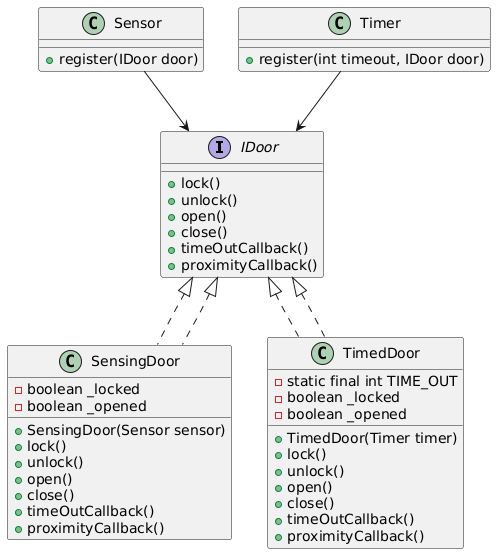 C Sensor
register(IDoor door)
C Timer
register(int timeout, IDoor door)
I IDoor
lock()
unlock()
open()
close()
timeOutCallback()
proximityCallback()
C SensingDoor
boolean _locked
boolean _opened
SensingDoor(Sensor sensor)
lock()
unlock()
open()
close()
timeOutCallback()
proximityCallback()
C TimedDoor
static final int TIME_OUT
boolean _locked
boolean _opened
TimedDoor(Timer timer)
lock()
unlock()
open()
close()
timeOutCallback()
proximityCallback()